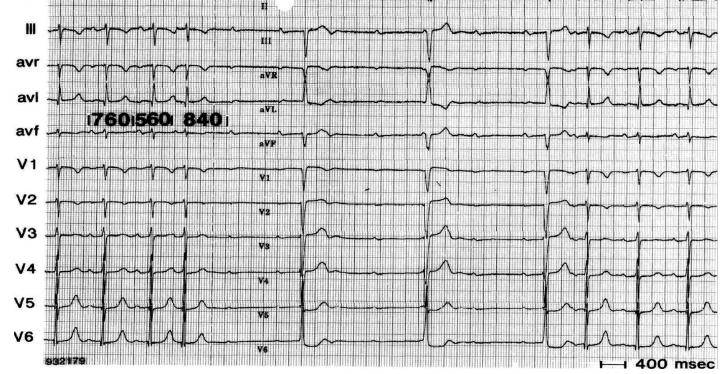 II
III
III
avr
aVR
avl
aVL
760 560 840
avf
aVF
V1
V1
V2
V2
V3
V3
V4
V4
V5
V5
V6
V6
932179
400 msec